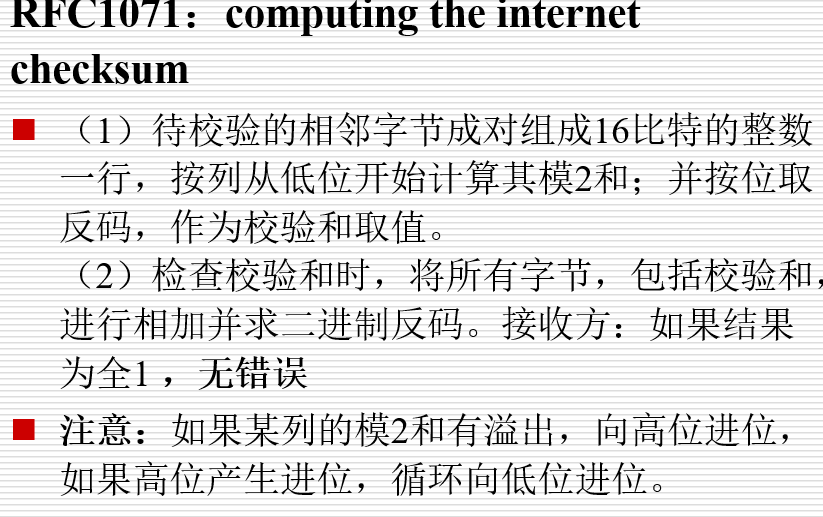 RFC1071：computing the internet
checksum
（1）待校验的相邻字节成对组成16比特的整数
一行，按列从低位开始计算其模2和；并按位取
反码，作为校验和取值。
（2）检查校验和时，将所有字节，包括校验和，
进行相加并求二进制反码。接收方：如果结果
为全1 ，无错误
注意：如果某列的模2和有溢出，向高位进位，
如果高位产生进位，循环向低位进位。